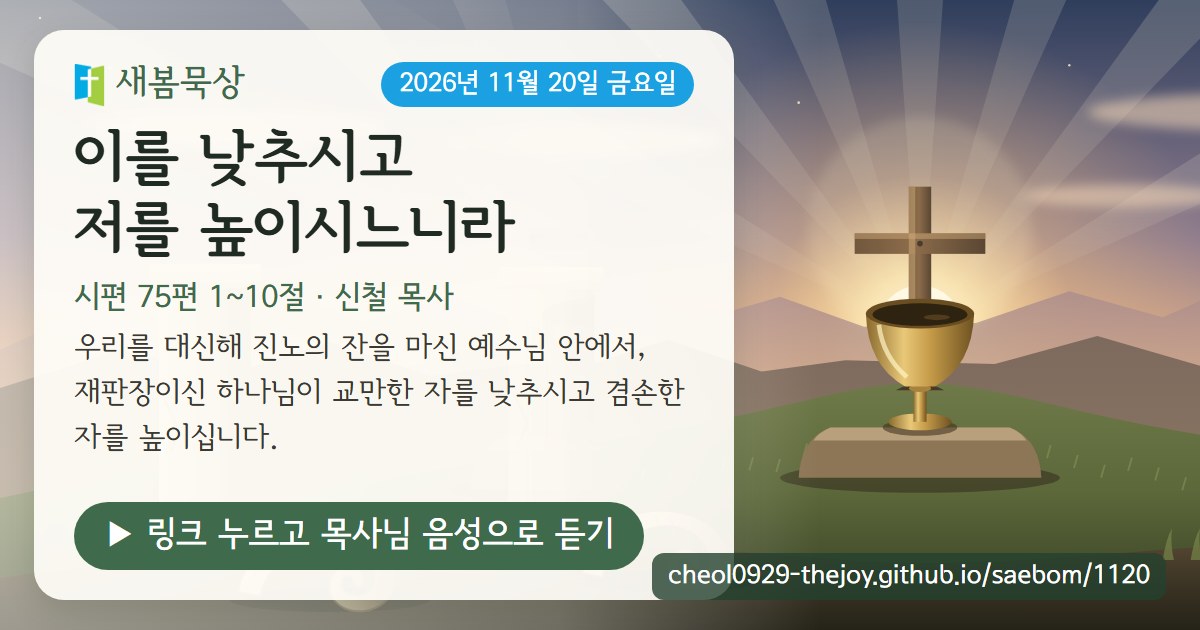 새봄묵상
2026년 11월 20일 금요일
이를 낮추시고
저를 높이시느니라
시편 75편 1~10절 · 신철 목사
우리를 대신해 진노의 잔을 마신 예수님 안에서,
재판장이신 하나님이 교만한 자를 낮추시고 겸손한
자를 높이십니다.
▶ 링크 누르고 목사님 음성으로 듣기
cheol0929-thejoy.github.io/saebom/1120